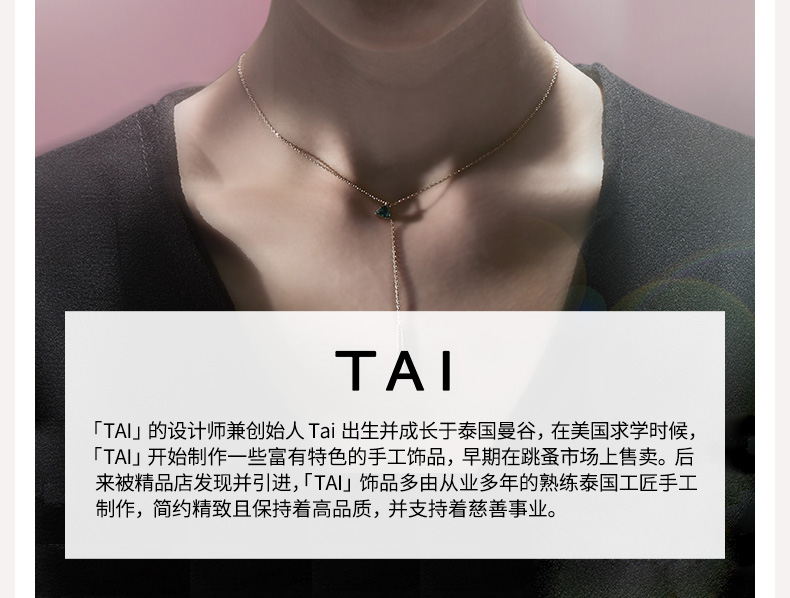 TAI
「TAI」的设计师兼创始人 Tai 出生并成长于泰国曼谷，在美国求学时候，
「TAI」开始制作一些富有特色的手工饰品，早期在跳蚤市场上售卖。后
来被精品店发现并引进，「TAI」饰品多由从业多年的熟练泰国工匠手工
制作，简约精致且保持着高品质，并支持着慈善事业。